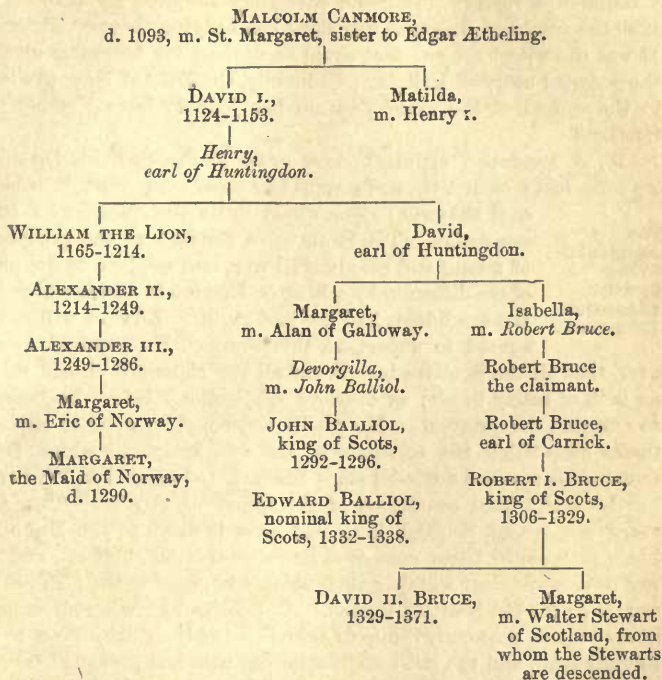 MALCOLM CANMORE,
d. 1093, m. St. Margaret, sister to Edgar Ætheling.
DAVID I.,
1124-1153.
Matilda,
m. Henry I.
Henry,
earl of Huntingdon.
WILLIAM THE LION,
1165-1214.
ALEXANDER II.,
1214-1249.
ALEXANDER III.,
1249-1286.
Margaret,
m. Eric of Norway.
MARGARET,
the Maid of Norway,
d. 1290.
David,
earl of Huntingdon.
Margaret,
m. Alan of Galloway.
Devorgilla,
m. John Balliol.
JOHN BALLIOL,
king of Scots,
1292-1296.
EDWARD BALLIOL,
nominal king of
Scots, 1332-1338.
Isabella,
m. Robert Bruce.
Robert Bruce
the claimant.
Robert Bruce,
earl of Carrick.
ROBERT I. BRUCE,
king of Scots,
1306-1329.
DAVID II. BRUCE,
1329-1371.
Margaret,
m. Walter Stewart
of Scotland, from
whom the Stewarts
are descended.